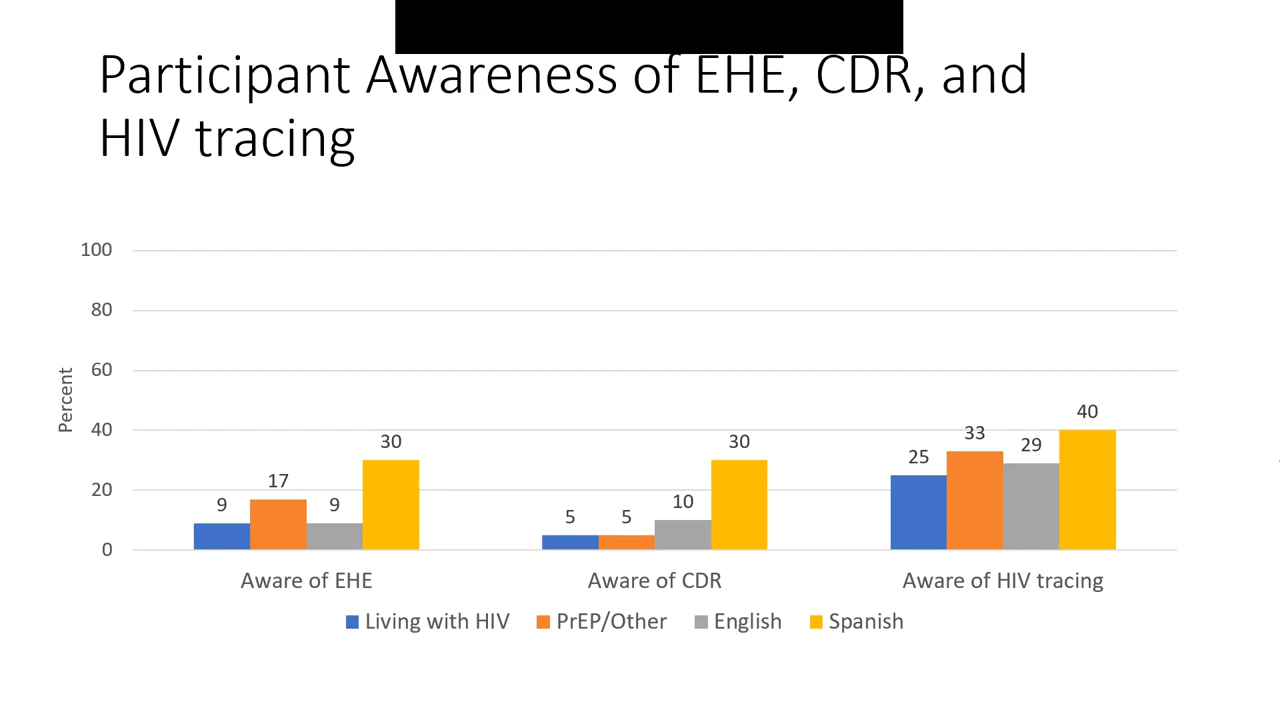 Participant Awareness of EHE, CDR, and
HIV tracing
Percent
100
80
60
40
20
0
9
17
9
30
5
5
10
30
25
33
29
40
Aware of EHE
Aware of CDR
Aware of HIV tracing
Living with HIV
PrEP/Other
English
Spanish